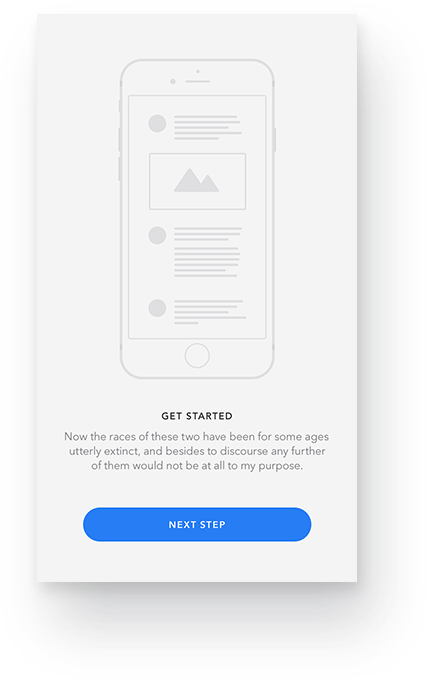 GET STARTED
Now the races of these two have been for some ages
utterly extinct, and besides to discourse any further
of them would not be at all to my purpose.
NEXT STEP